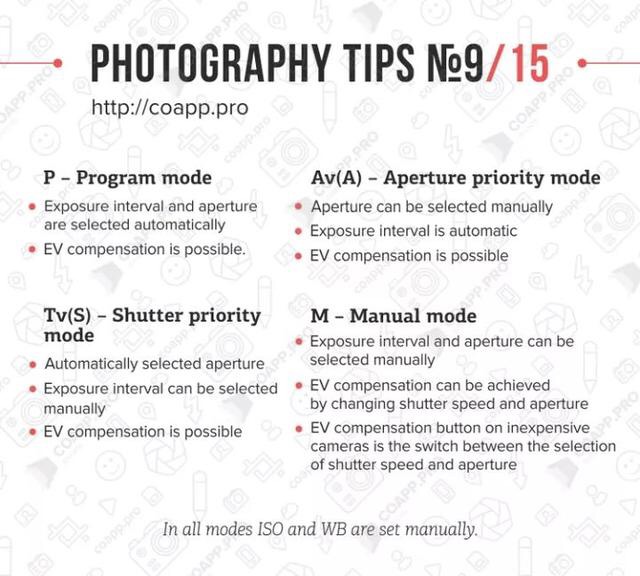 PHOTOGRAPHY TIPS №9/15
http://coapp.pro
P – Program mode
• Exposure interval and aperture
are selected automatically
• EV compensation is possible.
Av(A) – Aperture priority mode
• Aperture can be selected manually
• Exposure interval is automatic
• EV compensation is possible
Tv(S) – Shutter priority
mode
• Automatically selected aperture
• Exposure interval can be selected
manually
• EV compensation is possible
M – Manual mode
• Exposure interval and aperture can be
selected manually
• EV compensation can be achieved
by changing shutter speed and aperture
• EV compensation button on inexpensive
cameras is the switch between the selection
of shutter speed and aperture
In all modes ISO and WB are set manually.
COAPP.PRO